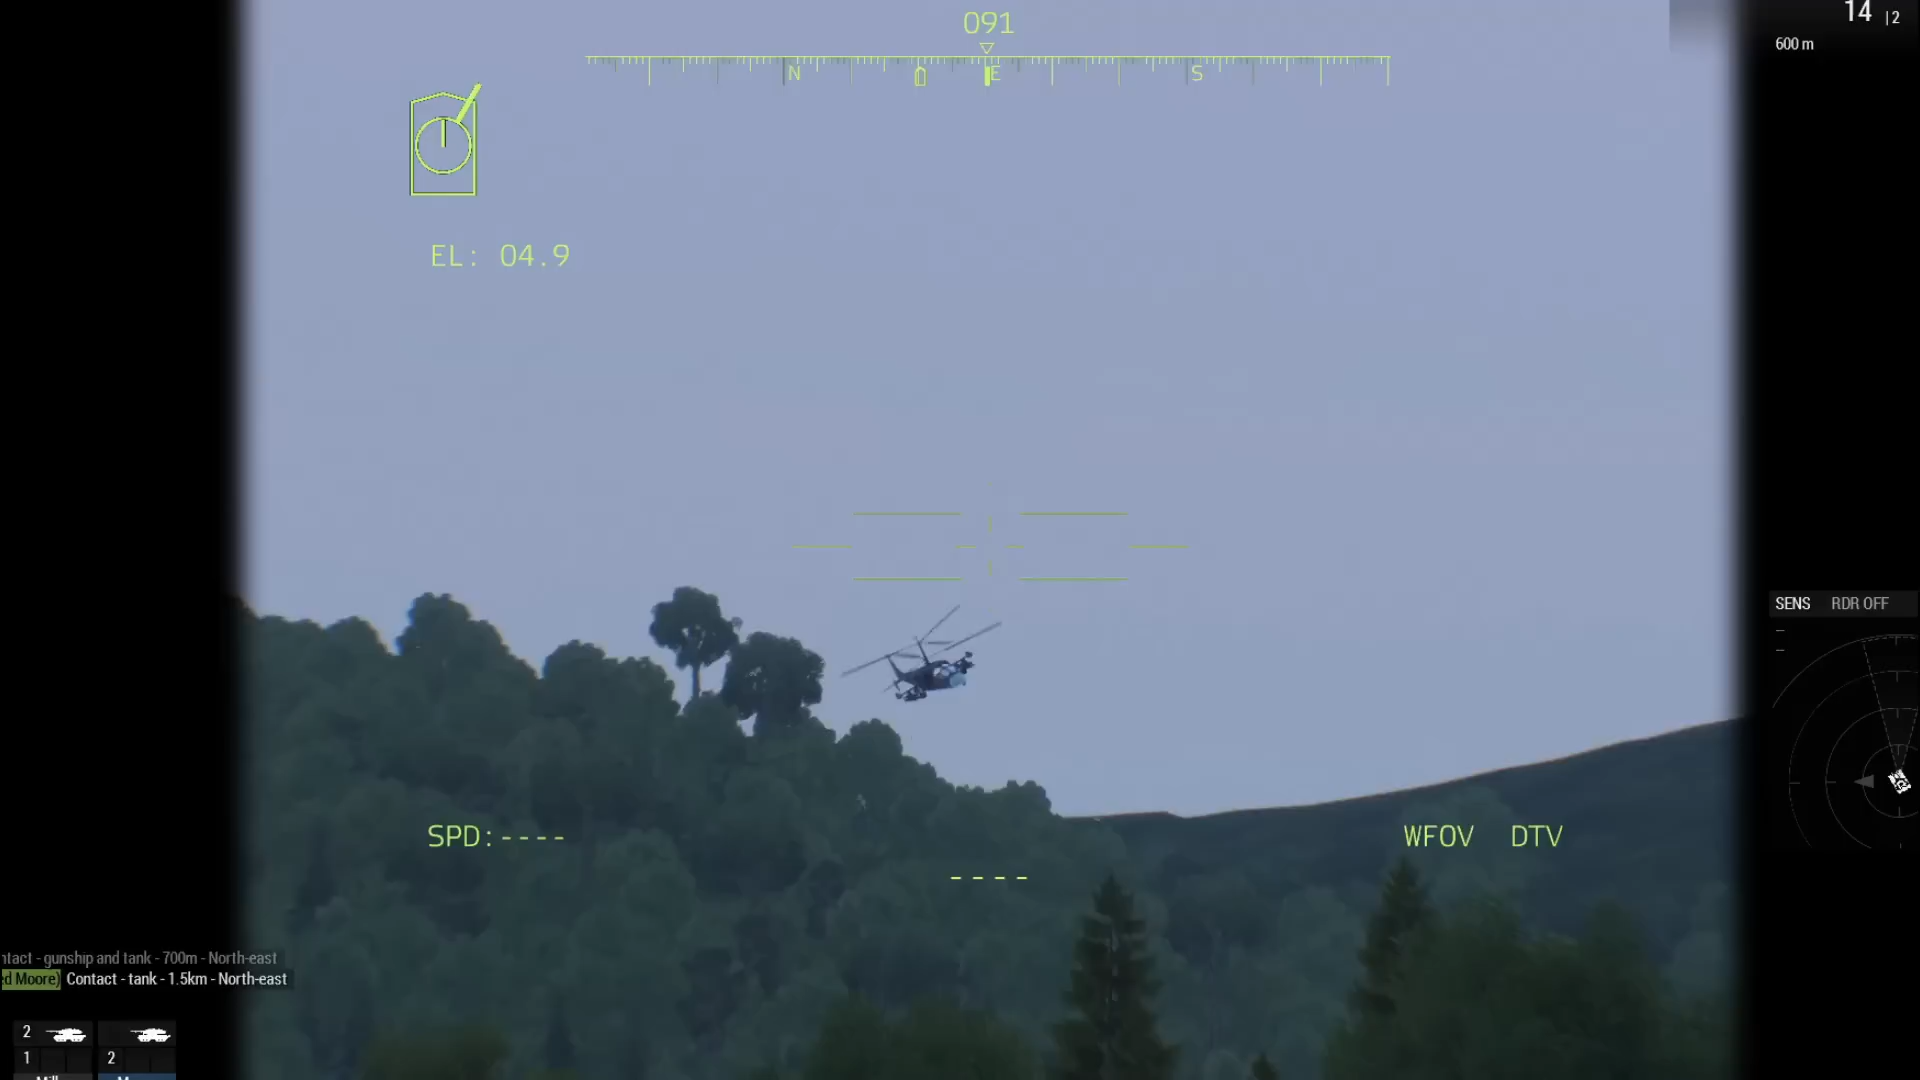 091
14 |2
600 m
N E S
EL: 04.9
SENS RDR OFF
SPD:----
WFOV DTV
----
ntact - gunship and tank - 700m - North-east
ed Moore) Contact - tank - 1.5km - North-east
2
1 2